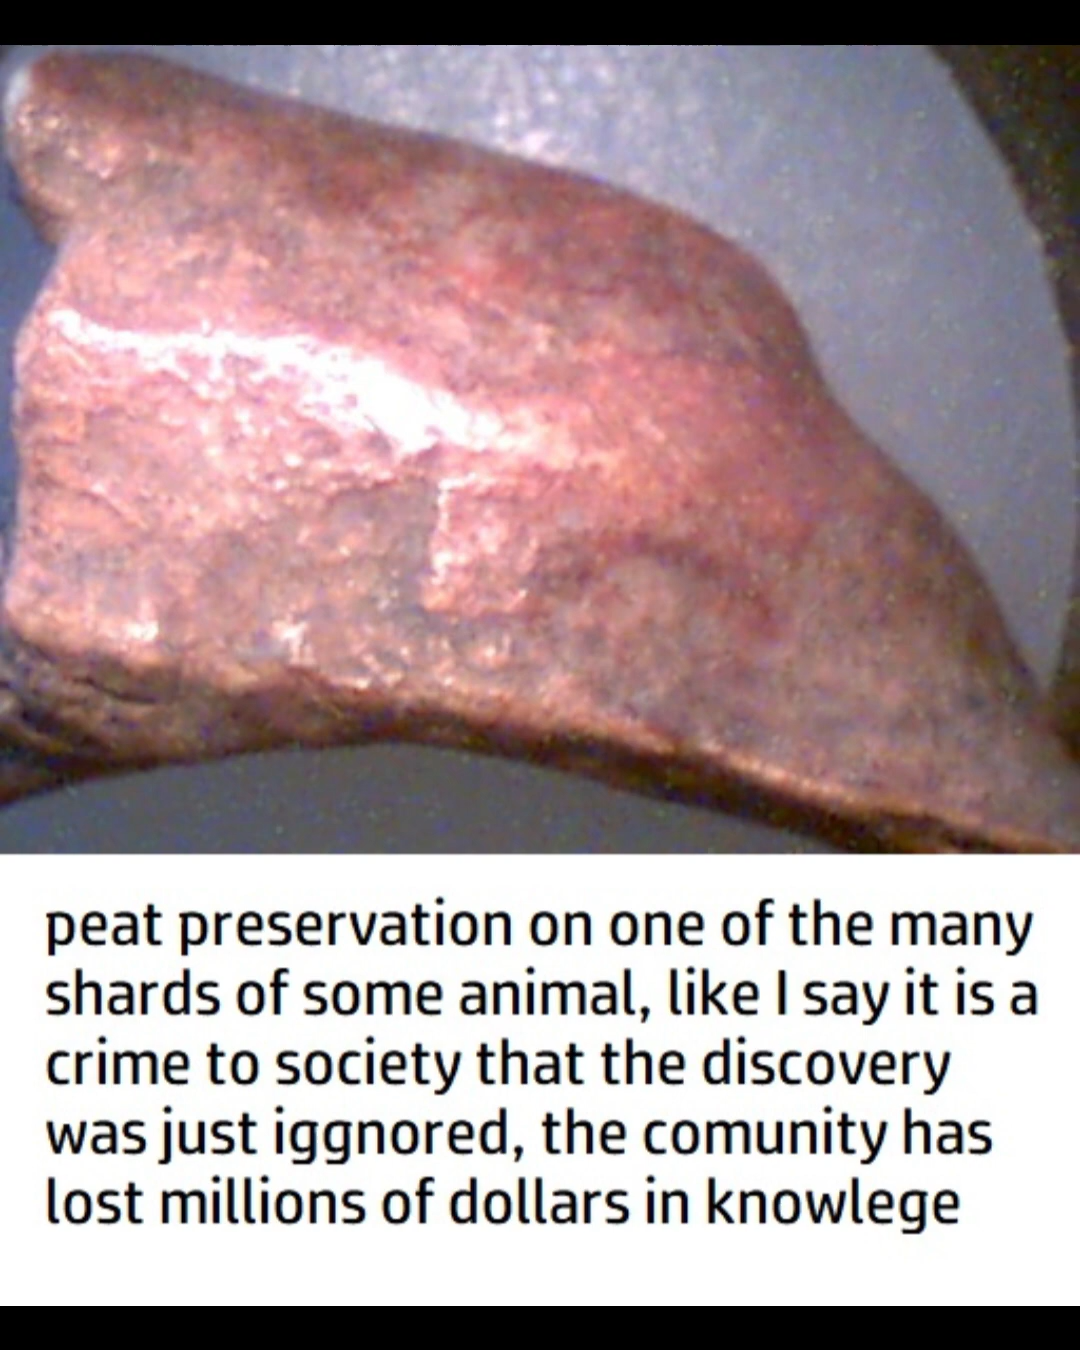 peat preservation on one of the many
shards of some animal, like I say it is a
crime to society that the discovery
was just iggnored, the comunity has
lost millions of dollars in knowlege